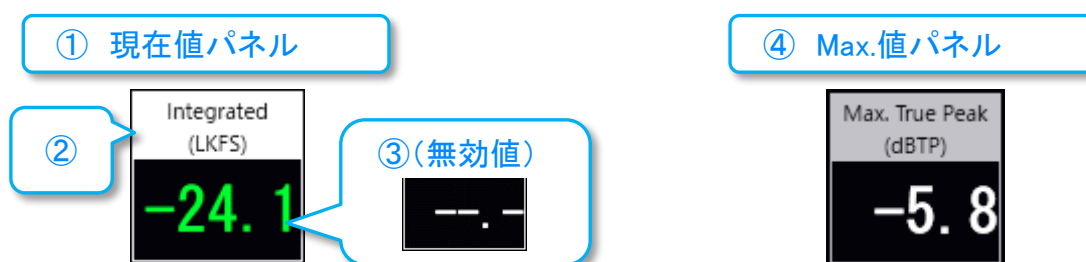 ① 現在値パネル
④ Max.値パネル
②
Integrated
(LKFS)
-24.1
③(無効値)
--.-
Max. True Peak
(dBTP)
-5.8